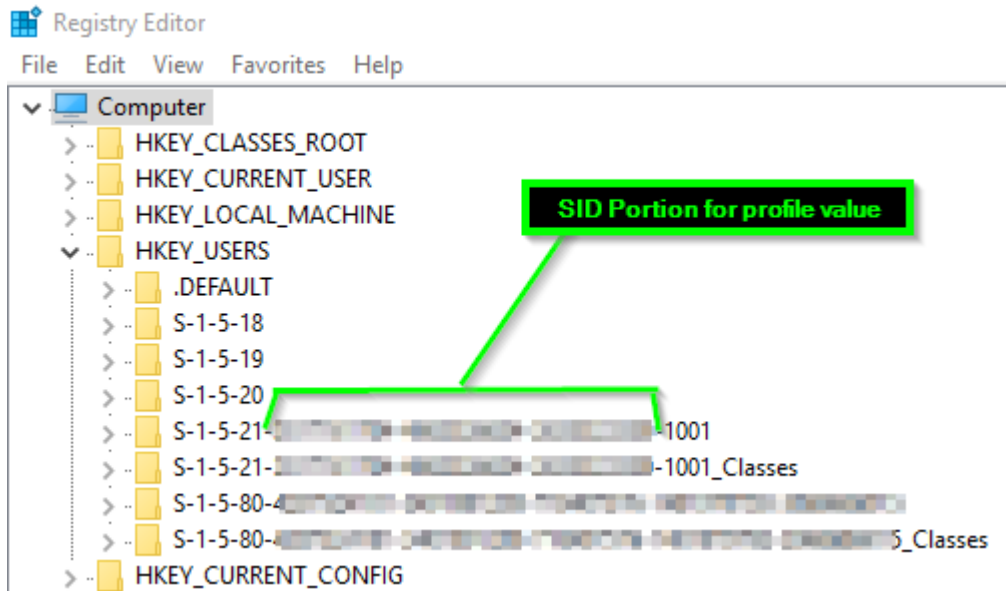 Registry Editor
File Edit View Favorites Help
Computer
HKEY_CLASSES_ROOT
HKEY_CURRENT_USER
HKEY_LOCAL_MACHINE
SID Portion for profile value
HKEY_USERS
.DEFAULT
S-1-5-18
S-1-5-19
S-1-5-20
S-1-5-21- -1001
S-1-5-21- -1001_Classes
S-1-5-80-
S-1-5-80- _Classes
HKEY_CURRENT_CONFIG